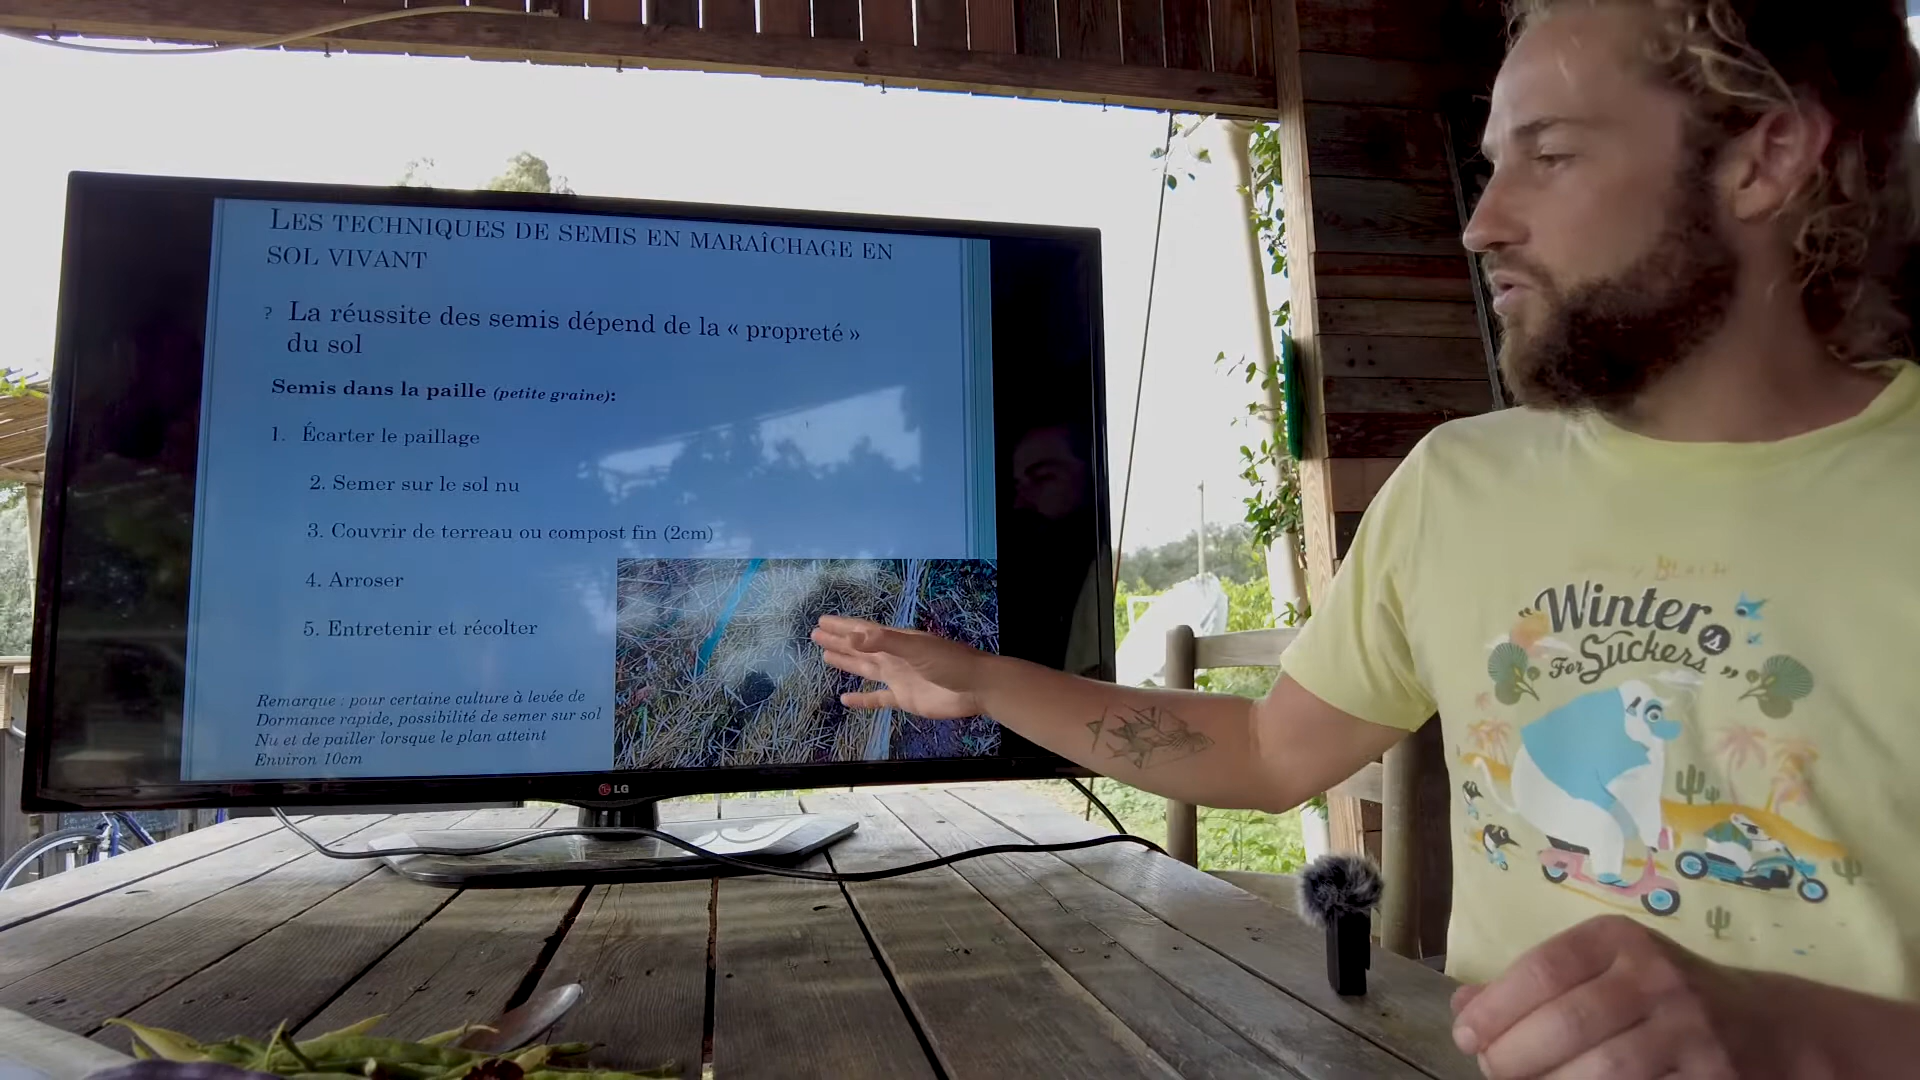 LES TECHNIQUES DE SEMIS EN MARAÎCHAGE EN
SOL VIVANT
? La réussite des semis dépend de la « propreté »
du sol
Semis dans la paille (petite graine):
1. Écarter le paillage
2. Semer sur le sol nu
3. Couvrir de terreau ou compost fin (2cm)
4. Arroser
5. Entretenir et récolter
Remarque : pour certaine culture à levée de
Dormance rapide, possibilité de semer sur sol
Nu et de pailler lorsque le plan atteint
Environ 10cm
LG
"Winter is
For Suckers"